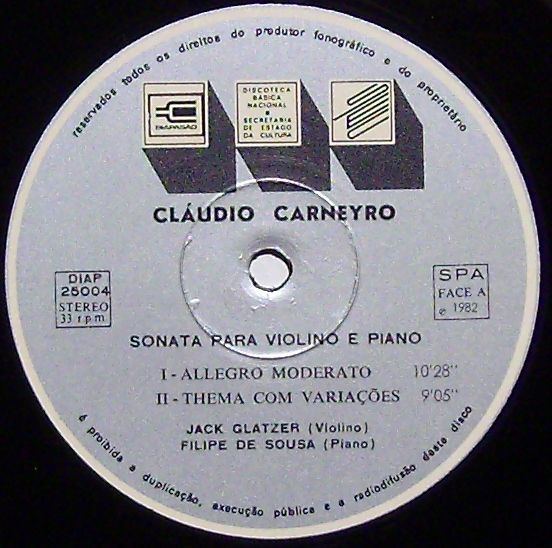 reservados todos os direitos do produtor fonográfico e do proprietário
DIAPASÃO
DISCOTECA
BÁSICA
NACIONAL
SECRETARIA
DE ESTADO
DA CULTURA
CLÁUDIO CARNEYRO
DIAP
25004
STEREO
33 r.p.m.
SPA
FACE A
℗ 1982
SONATA PARA VIOLINO E PIANO
I - ALLEGRO MODERATO 10'28''
II - THEMA COM VARIAÇÕES 9'05''
JACK GLATZER (Violino)
FILIPE DE SOUSA (Piano)
é proibida a duplicação, execução pública e a radiodifusão deste disco